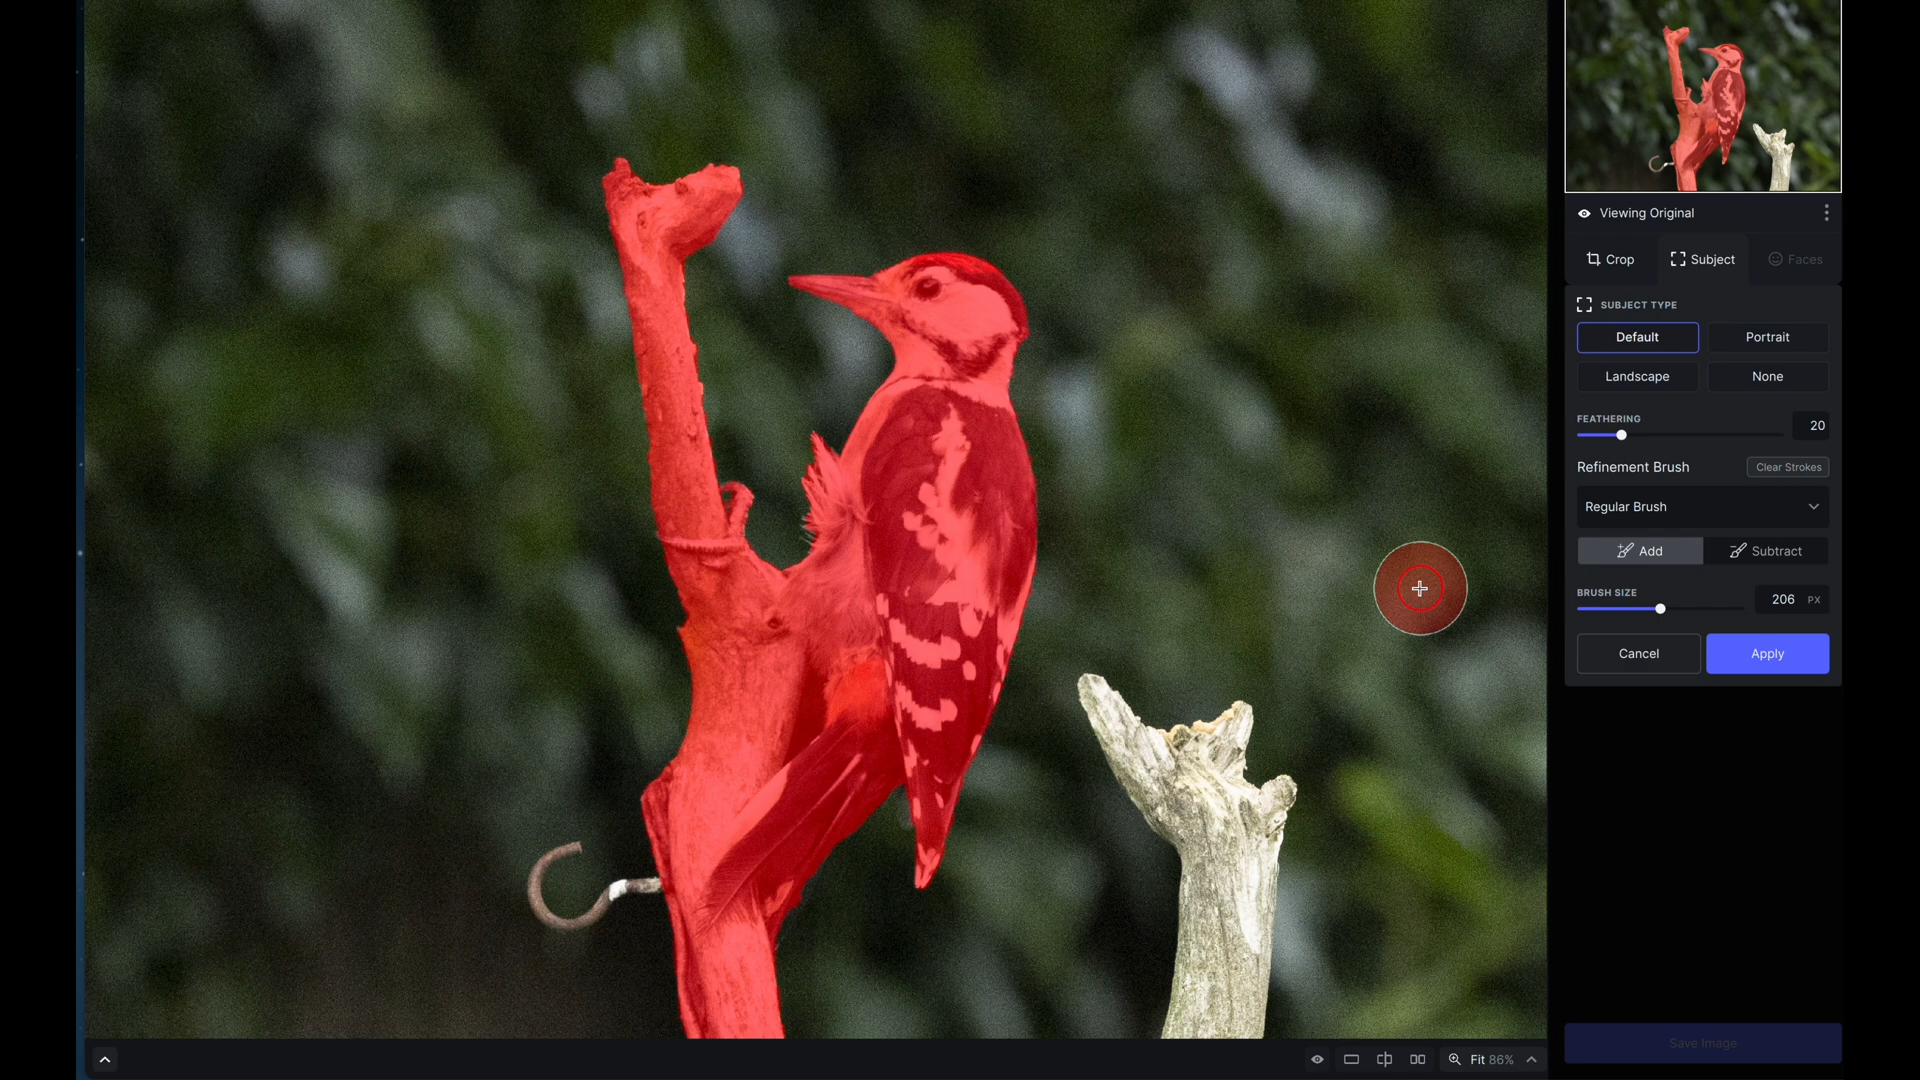 Viewing Original
Crop
Subject
Faces
SUBJECT TYPE
Default
Portrait
Landscape
None
FEATHERING
20
Refinement Brush
Clear Strokes
Regular Brush
Add
Subtract
BRUSH SIZE
206 PX
Cancel
Apply
Save Image
Fit 86%